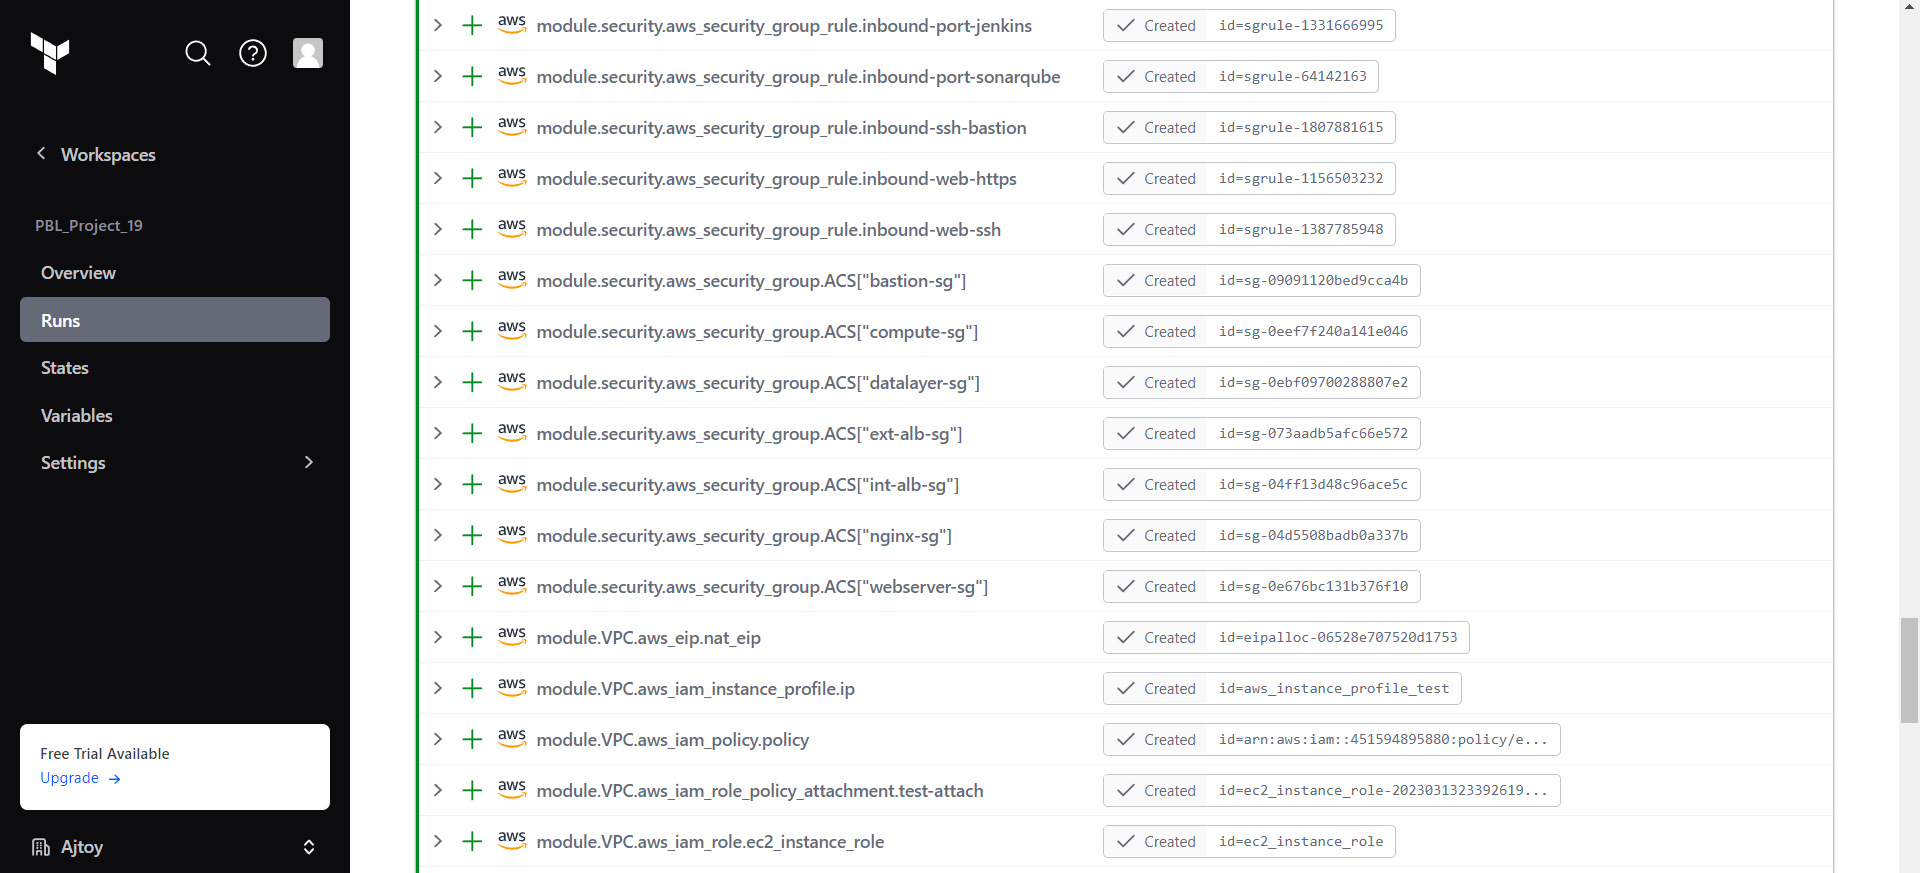 Workspaces
PBL_Project_19
Overview
Runs
States
Variables
Settings
Free Trial Available
Upgrade →
Ajtoy
aws module.security.aws_security_group_rule.inbound-port-jenkins Created id=sgrule-1331666995
aws module.security.aws_security_group_rule.inbound-port-sonarqube Created id=sgrule-64142163
aws module.security.aws_security_group_rule.inbound-ssh-bastion Created id=sgrule-1807881615
aws module.security.aws_security_group_rule.inbound-web-https Created id=sgrule-1156503232
aws module.security.aws_security_group_rule.inbound-web-ssh Created id=sgrule-1387785948
aws module.security.aws_security_group.ACS["bastion-sg"] Created id=sg-09091120bed9cca4b
aws module.security.aws_security_group.ACS["compute-sg"] Created id=sg-0eef7f240a141e046
aws module.security.aws_security_group.ACS["datalayer-sg"] Created id=sg-0ebf09700288807e2
aws module.security.aws_security_group.ACS["ext-alb-sg"] Created id=sg-073aadb5afc66e572
aws module.security.aws_security_group.ACS["int-alb-sg"] Created id=sg-04ff13d48c96ace5c
aws module.security.aws_security_group.ACS["nginx-sg"] Created id=sg-04d5508badb0a337b
aws module.security.aws_security_group.ACS["webserver-sg"] Created id=sg-0e676bc131b376f10
aws module.VPC.aws_eip.nat_eip Created id=eipalloc-06528e707520d1753
aws module.VPC.aws_iam_instance_profile.ip Created id=aws_instance_profile_test
aws module.VPC.aws_iam_policy.policy Created id=arn:aws:iam::451594895880:policy/e...
aws module.VPC.aws_iam_role_policy_attachment.test-attach Created id=ec2_instance_role-2023031323392619...
aws module.VPC.aws_iam_role.ec2_instance_role Created id=ec2_instance_role